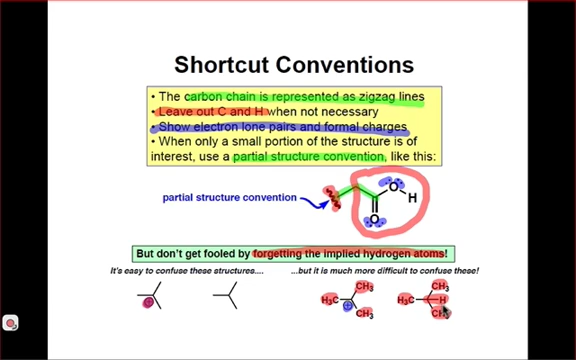 Shortcut Conventions
• The carbon chain is represented as zigzag lines
• Leave out C and H when not necessary
• Show electron lone pairs and formal charges
• When only a small portion of the structure is of
interest, use a partial structure convention, like this:
partial structure convention
O
H
O
But don't get fooled by forgetting the implied hydrogen atoms!
It's easy to confuse these structures....
...but it is much more difficult to confuse these!
CH₃ CH₃
H₃C H₃C H
CH₃ CH₃